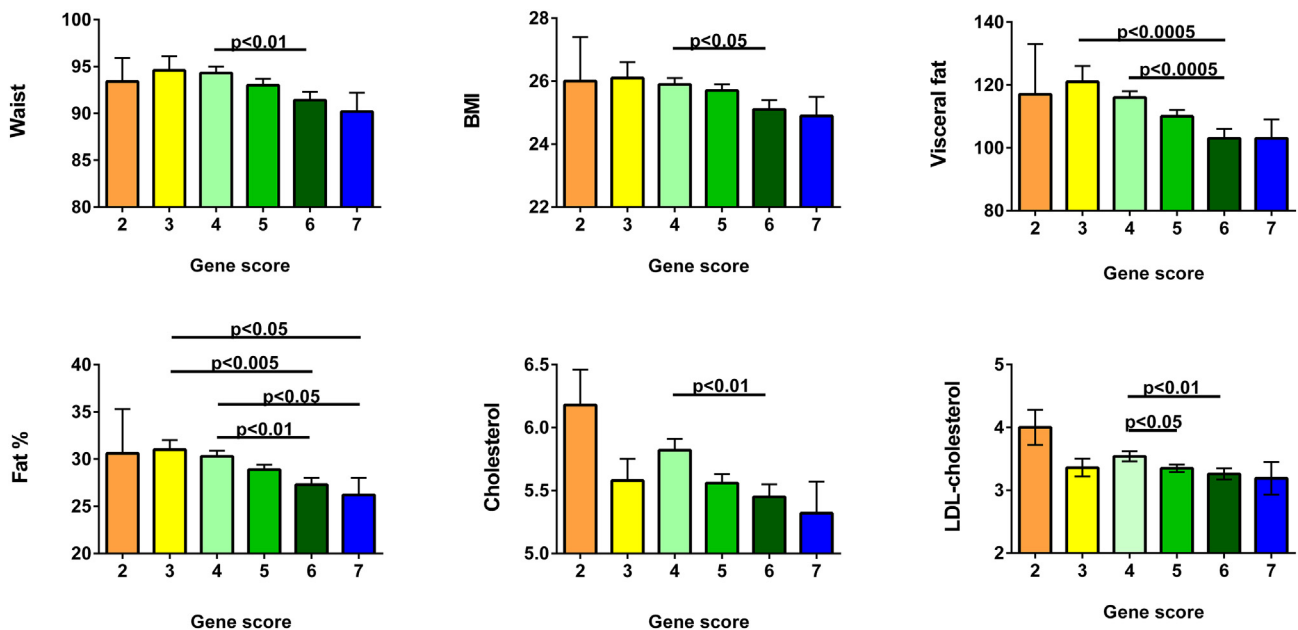 Waist
100
95
90
85
80
p<0.01
2 3 4 5 6 7
Gene score
BMI
28
26
24
22
p<0.05
2 3 4 5 6 7
Gene score
Visceral fat
140
120
100
80
p<0.0005
p<0.0005
2 3 4 5 6 7
Gene score
Fat %
40
35
30
25
20
p<0.05
p<0.005
p<0.05
p<0.01
2 3 4 5 6 7
Gene score
Cholesterol
6.5
6.0
5.5
5.0
p<0.01
2 3 4 5 6 7
Gene score
LDL-cholesterol
5
4
3
2
p<0.01
p<0.05
2 3 4 5 6 7
Gene score